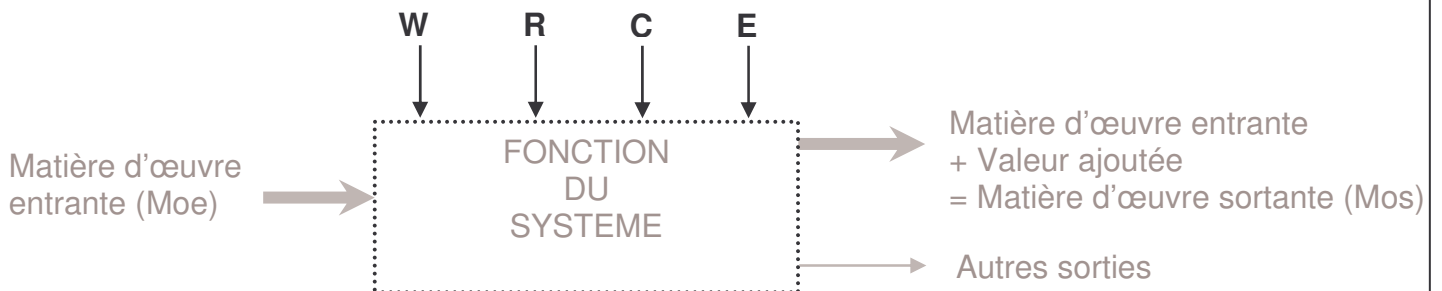 W R C E
Matière d'œuvre
entrante (Moe)
FONCTION
DU
SYSTEME
Matière d'œuvre entrante
+ Valeur ajoutée
= Matière d'œuvre sortante (Mos)
Autres sorties